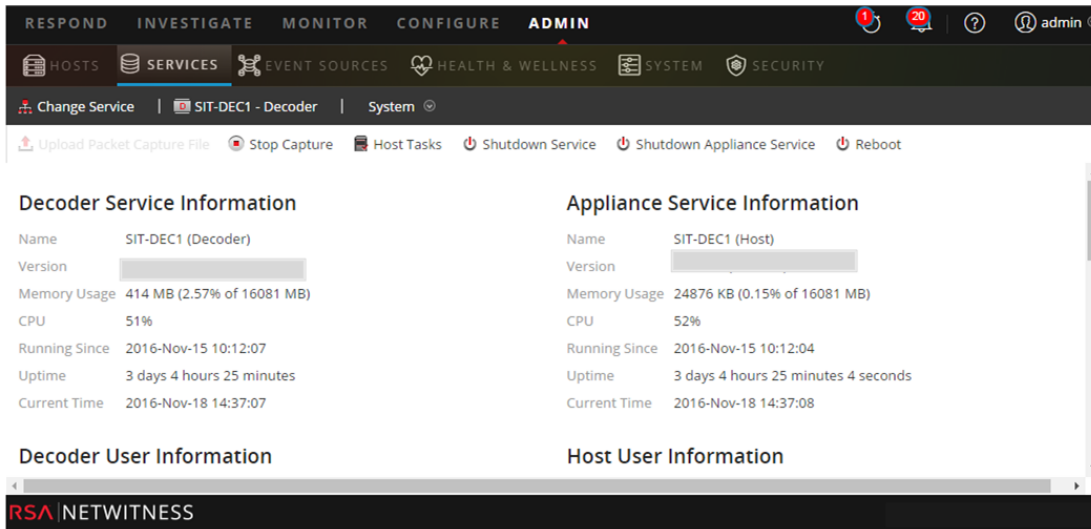 RESPOND INVESTIGATE MONITOR CONFIGURE ADMIN 1 20 ? admin
HOSTS SERVICES EVENT SOURCES HEALTH & WELLNESS SYSTEM SECURITY
Change Service | D SIT-DEC1 - Decoder | System
Upload Packet Capture File Stop Capture Host Tasks Shutdown Service Shutdown Appliance Service Reboot
Decoder Service Information
Name SIT-DEC1 (Decoder)
Version
Memory Usage 414 MB (2.57% of 16081 MB)
CPU 51%
Running Since 2016-Nov-15 10:12:07
Uptime 3 days 4 hours 25 minutes
Current Time 2016-Nov-18 14:37:07
Decoder User Information
Appliance Service Information
Name SIT-DEC1 (Host)
Version
Memory Usage 24876 KB (0.15% of 16081 MB)
CPU 52%
Running Since 2016-Nov-15 10:12:04
Uptime 3 days 4 hours 25 minutes 4 seconds
Current Time 2016-Nov-18 14:37:08
Host User Information
RSA NETWITNESS